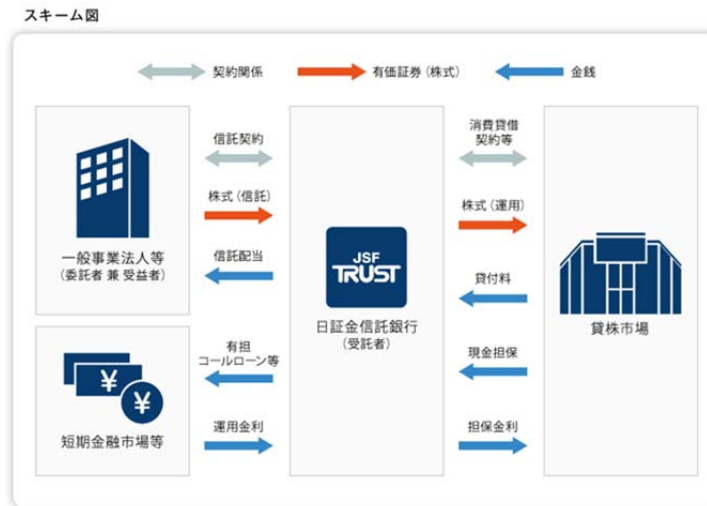 スキーム図
契約関係
有価証券(株式)
金銭
信託契約
株式(信託)
信託配当
一般事業法人等
(委託者 兼 受益者)
有担
コールローン等
運用金利
¥
¥
短期金融市場等
JSF
TRUST
日証金信託銀行
(受託者)
消費貸借
契約等
株式(運用)
貸付料
現金担保
担保金利
貸株市場